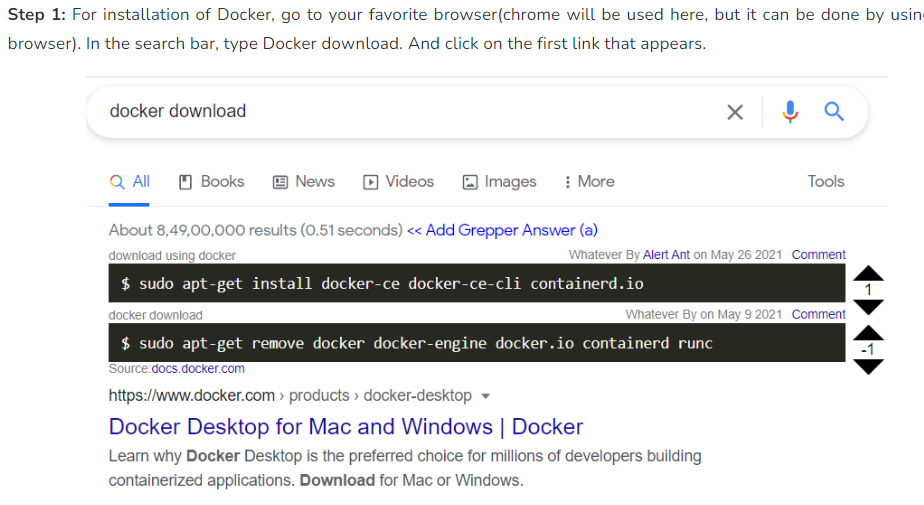 Step 1: For installation of Docker, go to your favorite browser(chrome will be used here, but it can be done by
browser). In the search bar, type Docker download. And click on the first link that appears.
docker download
All Books News Videos Images More Tools
About 8,49,00,000 results (0.51 seconds) << Add Grepper Answer (a)
download using docker Whatever By Alert Ant on May 26 2021 Comment
$ sudo apt-get install docker-ce docker-ce-cli containerd.io
1
docker download Whatever By on May 9 2021 Comment
$ sudo apt-get remove docker docker-engine docker.io containerd runc
-1
Source:docs.docker.com
https://www.docker.com › products › docker-desktop
Docker Desktop for Mac and Windows | Docker
Learn why Docker Desktop is the preferred choice for millions of developers building
containerized applications. Download for Mac or Windows.